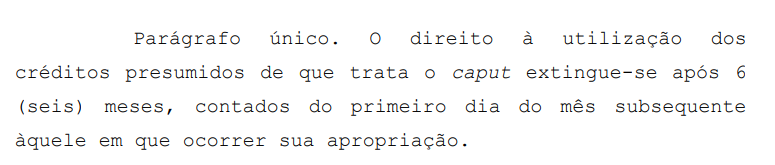 Parágrafo único. O direito à utilização dos
créditos presumidos de que trata o caput extingue-se após 6
(seis) meses, contados do primeiro dia do mês subsequente
àquele em que ocorrer sua apropriação.